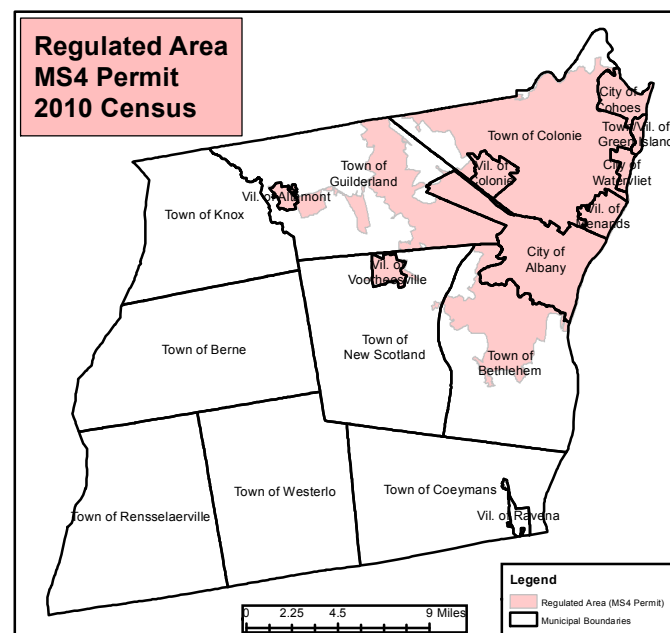 Regulated Area
MS4 Permit
2010 Census
City of
Cohoes
Town/Vil. of
Green Island
Town of Colonie
City of
Watervliet
Town of
Guilderland
Vil. of
Colonie
Vil. of Altamont
Vil. of
Menands
Town of Knox
City of
Albany
Vil. of
Voorheesville
Town of
New Scotland
Town of Berne
Town of
Bethlehem
Town of Coeymans
Town of Westerlo
Town of Rensselaerville
Vil. of Ravena
Legend
Regulated Area (MS4 Permit)
Municipal Boundaries
0 2.25 4.5 9 Miles